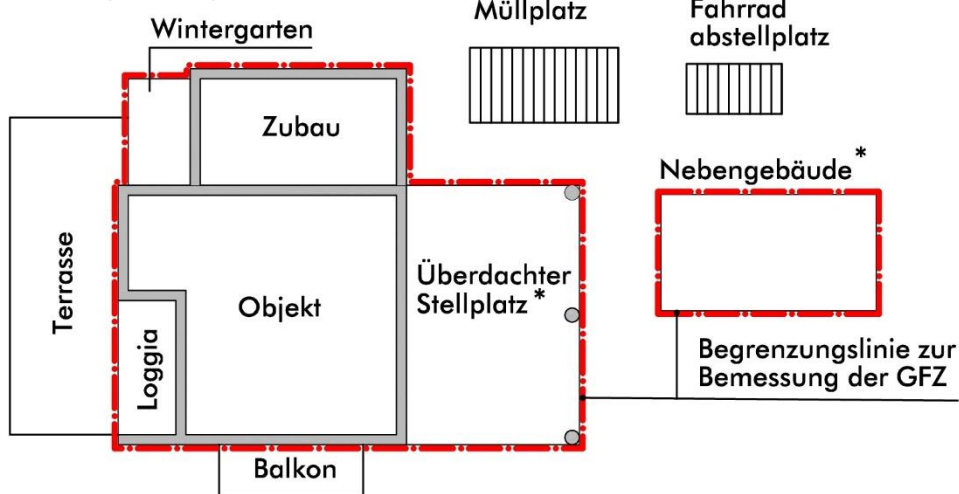 Müllplatz
Fahrrad
abstellplatz
Wintergarten
Zubau
Nebengebäude*
Terrasse
Überdachter
Stellplatz*
Objekt
Loggia
Begrenzungslinie zur
Bemessung der GFZ
Balkon